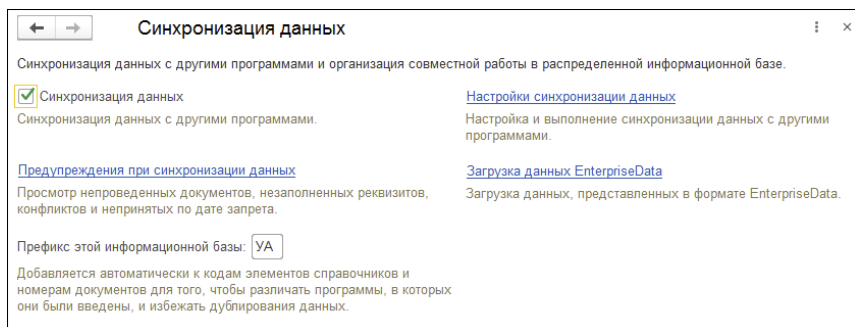 Синхронизация данных
Синхронизация данных с другими программами и организация совместной работы в распределенной информационной базе.
Синхронизация данных
Синхронизация данных с другими программами.
Настройки синхронизации данных
Настройка и выполнение синхронизации данных с другими
программами.
Предупреждения при синхронизации данных
Просмотр непроведенных документов, незаполненных реквизитов,
конфликтов и непринятых по дате запрета.
Загрузка данных EnterpriseData
Загрузка данных, представленных в формате EnterpriseData.
Префикс этой информационной базы: УА
Добавляется автоматически к кодам элементов справочников и
номерам документов для того, чтобы различать программы, в которых
они были введены, и избежать дублирования данных.